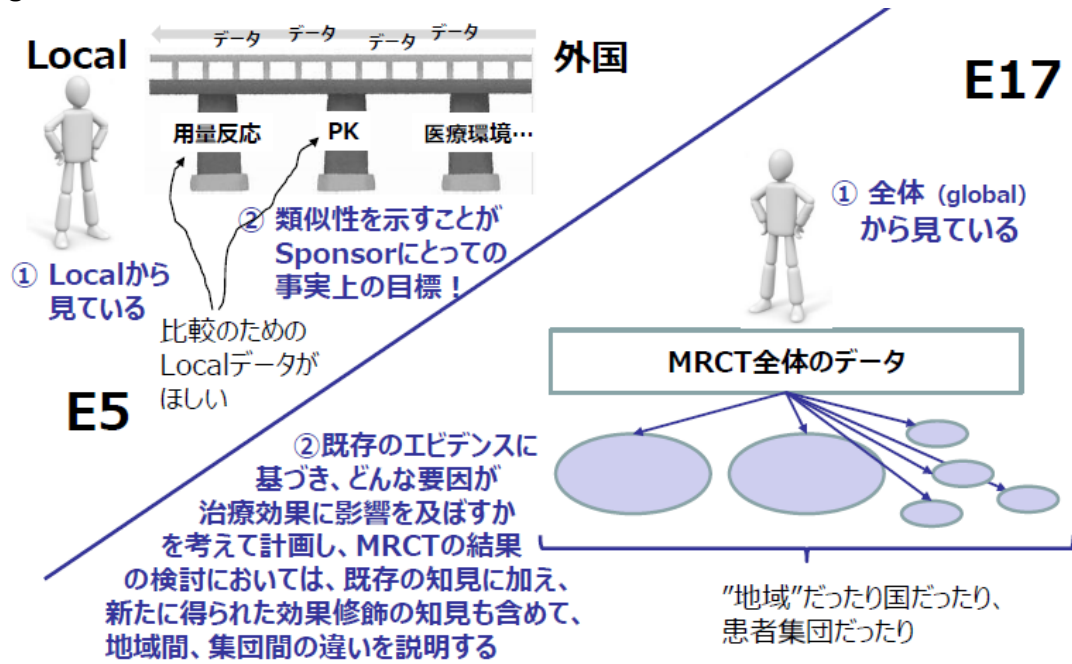 データ データ データ データ
Local
外国
E17
用量反応
PK
医療環境…
② 類似性を示すことが
Sponsorにとっての
事実上の目標！
① Localから
見ている
比較のための
Localデータが
ほしい
E5
① 全体（global）
から見ている
MRCT全体のデータ
②既存のエビデンスに
基づき、どんな要因が
治療効果に影響を及ぼすか
を考えて計画し、MRCTの結果
の検討においては、既存の知見に加え、
新たに得られた効果修飾の知見も含めて、
地域間、集団間の違いを説明する
”地域”だったり国だったり、
患者集団だったり